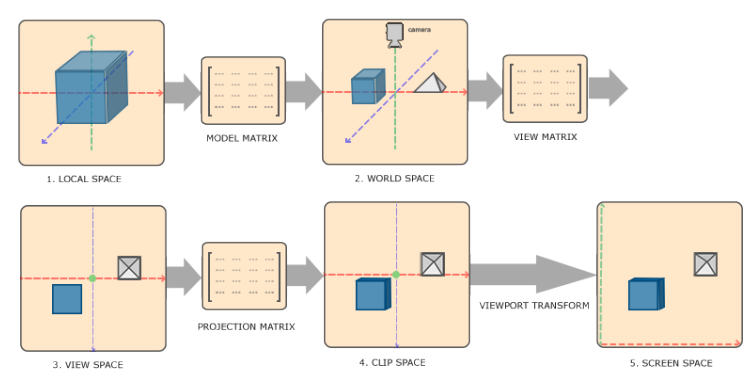 camera
MODEL MATRIX
VIEW MATRIX
1. LOCAL SPACE
2. WORLD SPACE
PROJECTION MATRIX
VIEWPORT TRANSFORM
3. VIEW SPACE
4. CLIP SPACE
5. SCREEN SPACE